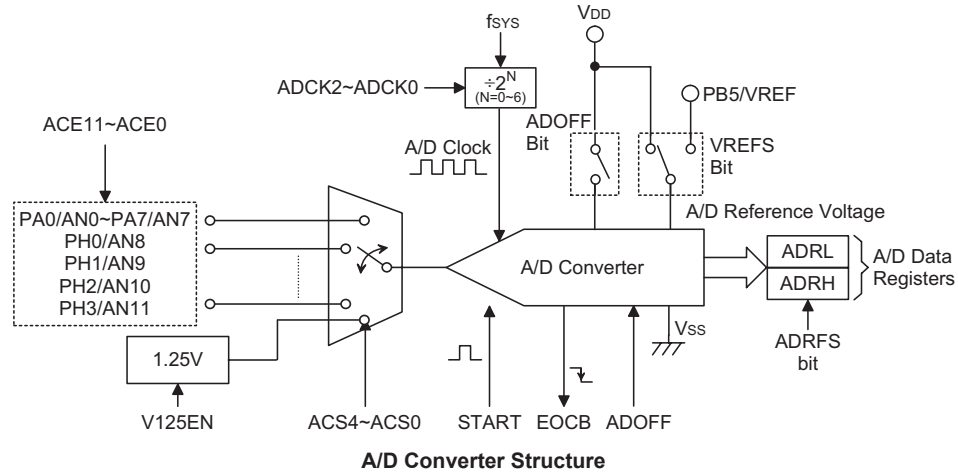 fSYS
VDD
ADCK2~ADCK0
÷2^N
(N=0~6)
PB5/VREF
ACE11~ACE0
ADOFF
Bit
VREFS
Bit
A/D Clock
PA0/AN0~PA7/AN7
PH0/AN8
PH1/AN9
PH2/AN10
PH3/AN11
A/D Reference Voltage
A/D Converter
ADRL
ADRH
A/D Data
Registers
VSS
ADRFS
bit
1.25V
V125EN
ACS4~ACS0
START
EOCB
ADOFF
A/D Converter Structure